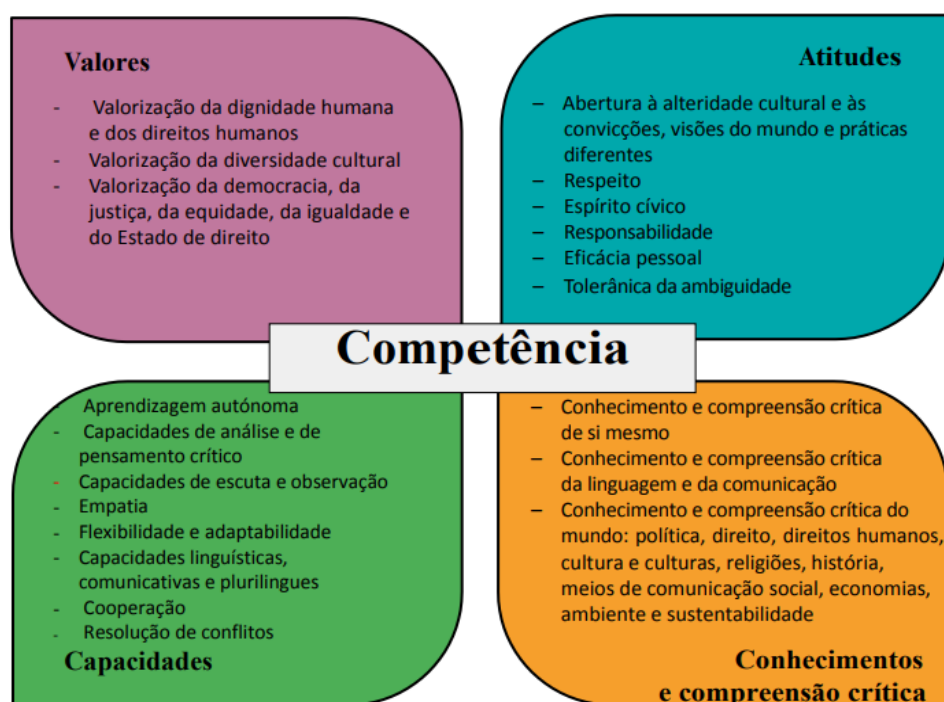 Valores
- Valorização da dignidade humana
e dos direitos humanos
- Valorização da diversidade cultural
- Valorização da democracia, da
justiça, da equidade, da igualdade e
do Estado de direito
Atitudes
– Abertura à alteridade cultural e às
convicções, visões do mundo e práticas
diferentes
– Respeito
– Espírito cívico
– Responsabilidade
– Eficácia pessoal
– Tolerânica da ambiguidade
Competência
- Aprendizagem autónoma
- Capacidades de análise e de
pensamento crítico
- Capacidades de escuta e observação
- Empatia
- Flexibilidade e adaptabilidade
- Capacidades linguísticas,
comunicativas e plurilingues
- Cooperação
- Resolução de conflitos
Capacidades
– Conhecimento e compreensão crítica
de si mesmo
– Conhecimento e compreensão crítica
da linguagem e da comunicação
– Conhecimento e compreensão crítica do
mundo: política, direito, direitos humanos,
cultura e culturas, religiões, história,
meios de comunicação social, economias,
ambiente e sustentabilidade
Conhecimentos
e compreensão crítica